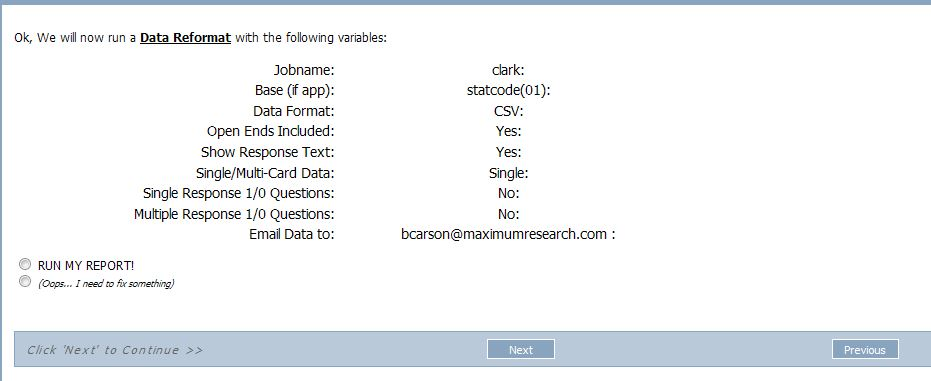 Ok, We will now run a Data Reformat with the following variables:
Jobname: clark:
Base (if app): statcode(01):
Data Format: CSV:
Open Ends Included: Yes:
Show Response Text: Yes:
Single/Multi-Card Data: Single:
Single Response 1/0 Questions: No:
Multiple Response 1/0 Questions: No:
Email Data to: bcarson@maximumresearch.com :
RUN MY REPORT!
(Oops... I need to fix something)
Click 'Next' to Continue >> Next Previous